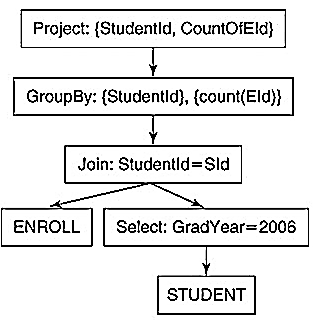 Project: {StudentId, CountOfEId}
GroupBy: {StudentId}, {count(EId)}
Join: StudentId=SId
ENROLL
Select: GradYear=2006
STUDENT